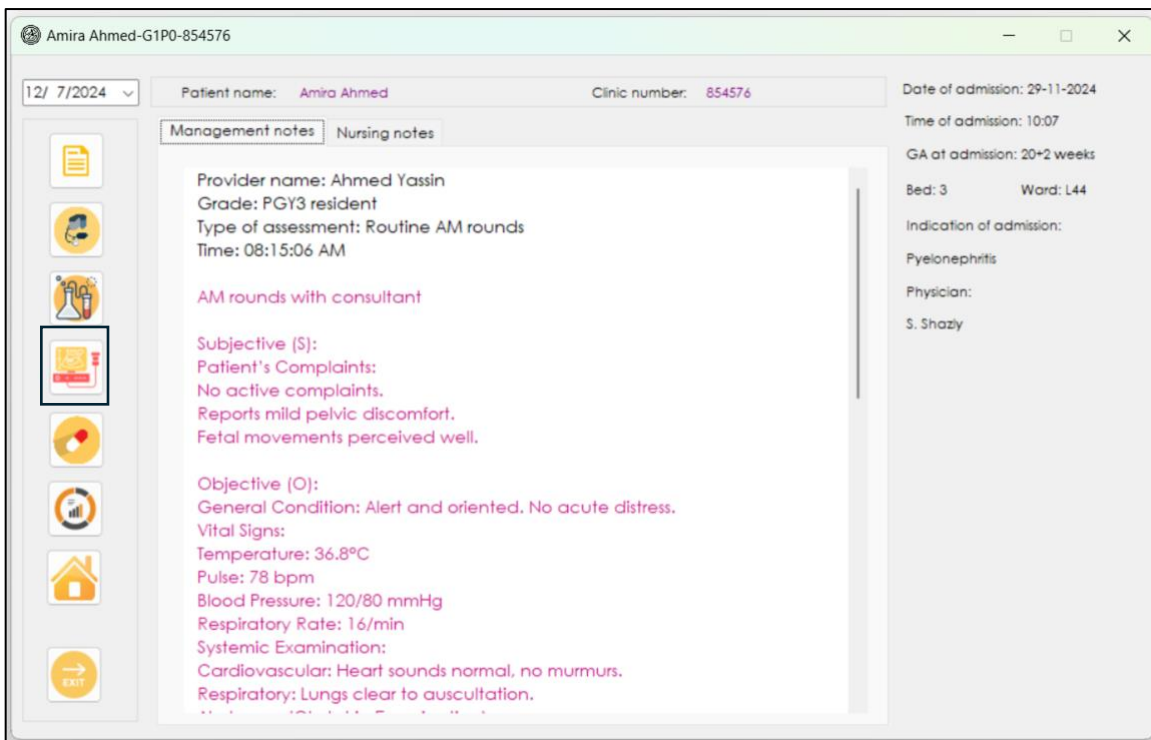 Amira Ahmed-G1P0-854576
12/ 7/2024
Patient name: Amira Ahmed
Clinic number: 854576
Management notes
Nursing notes
Provider name: Ahmed Yassin
Grade: PGY3 resident
Type of assessment: Routine AM rounds
Time: 08:15:06 AM
AM rounds with consultant
Subjective (S):
Patient's Complaints:
No active complaints.
Reports mild pelvic discomfort.
Fetal movements perceived well.
Objective (O):
General Condition: Alert and oriented. No acute distress.
Vital Signs:
Temperature: 36.8°C
Pulse: 78 bpm
Blood Pressure: 120/80 mmHg
Respiratory Rate: 16/min
Systemic Examination:
Cardiovascular: Heart sounds normal, no murmurs.
Respiratory: Lungs clear to auscultation.
Date of admission: 29-11-2024
Time of admission: 10:07
GA at admission: 20+2 weeks
Bed: 3 Ward: L44
Indication of admission:
Pyelonephritis
Physician:
S. Shazly
EXIT